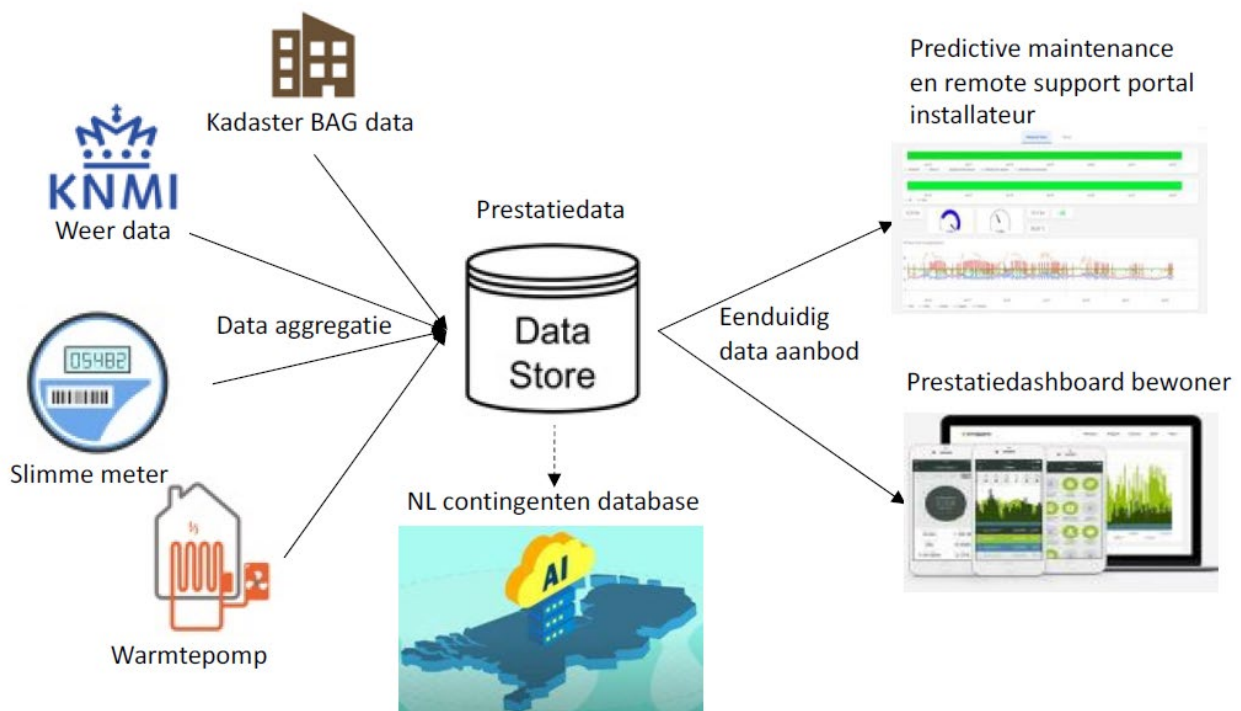 Kadaster BAG data
KNMI
Weer data
Data aggregatie
05482
Slimme meter
Warmtepomp
Prestatiedata
Data
Store
NL contingenten database
AI
Eenduidig
data aanbod
Predictive maintenance
en remote support portal
installateur
Prestatiedashboard bewoner